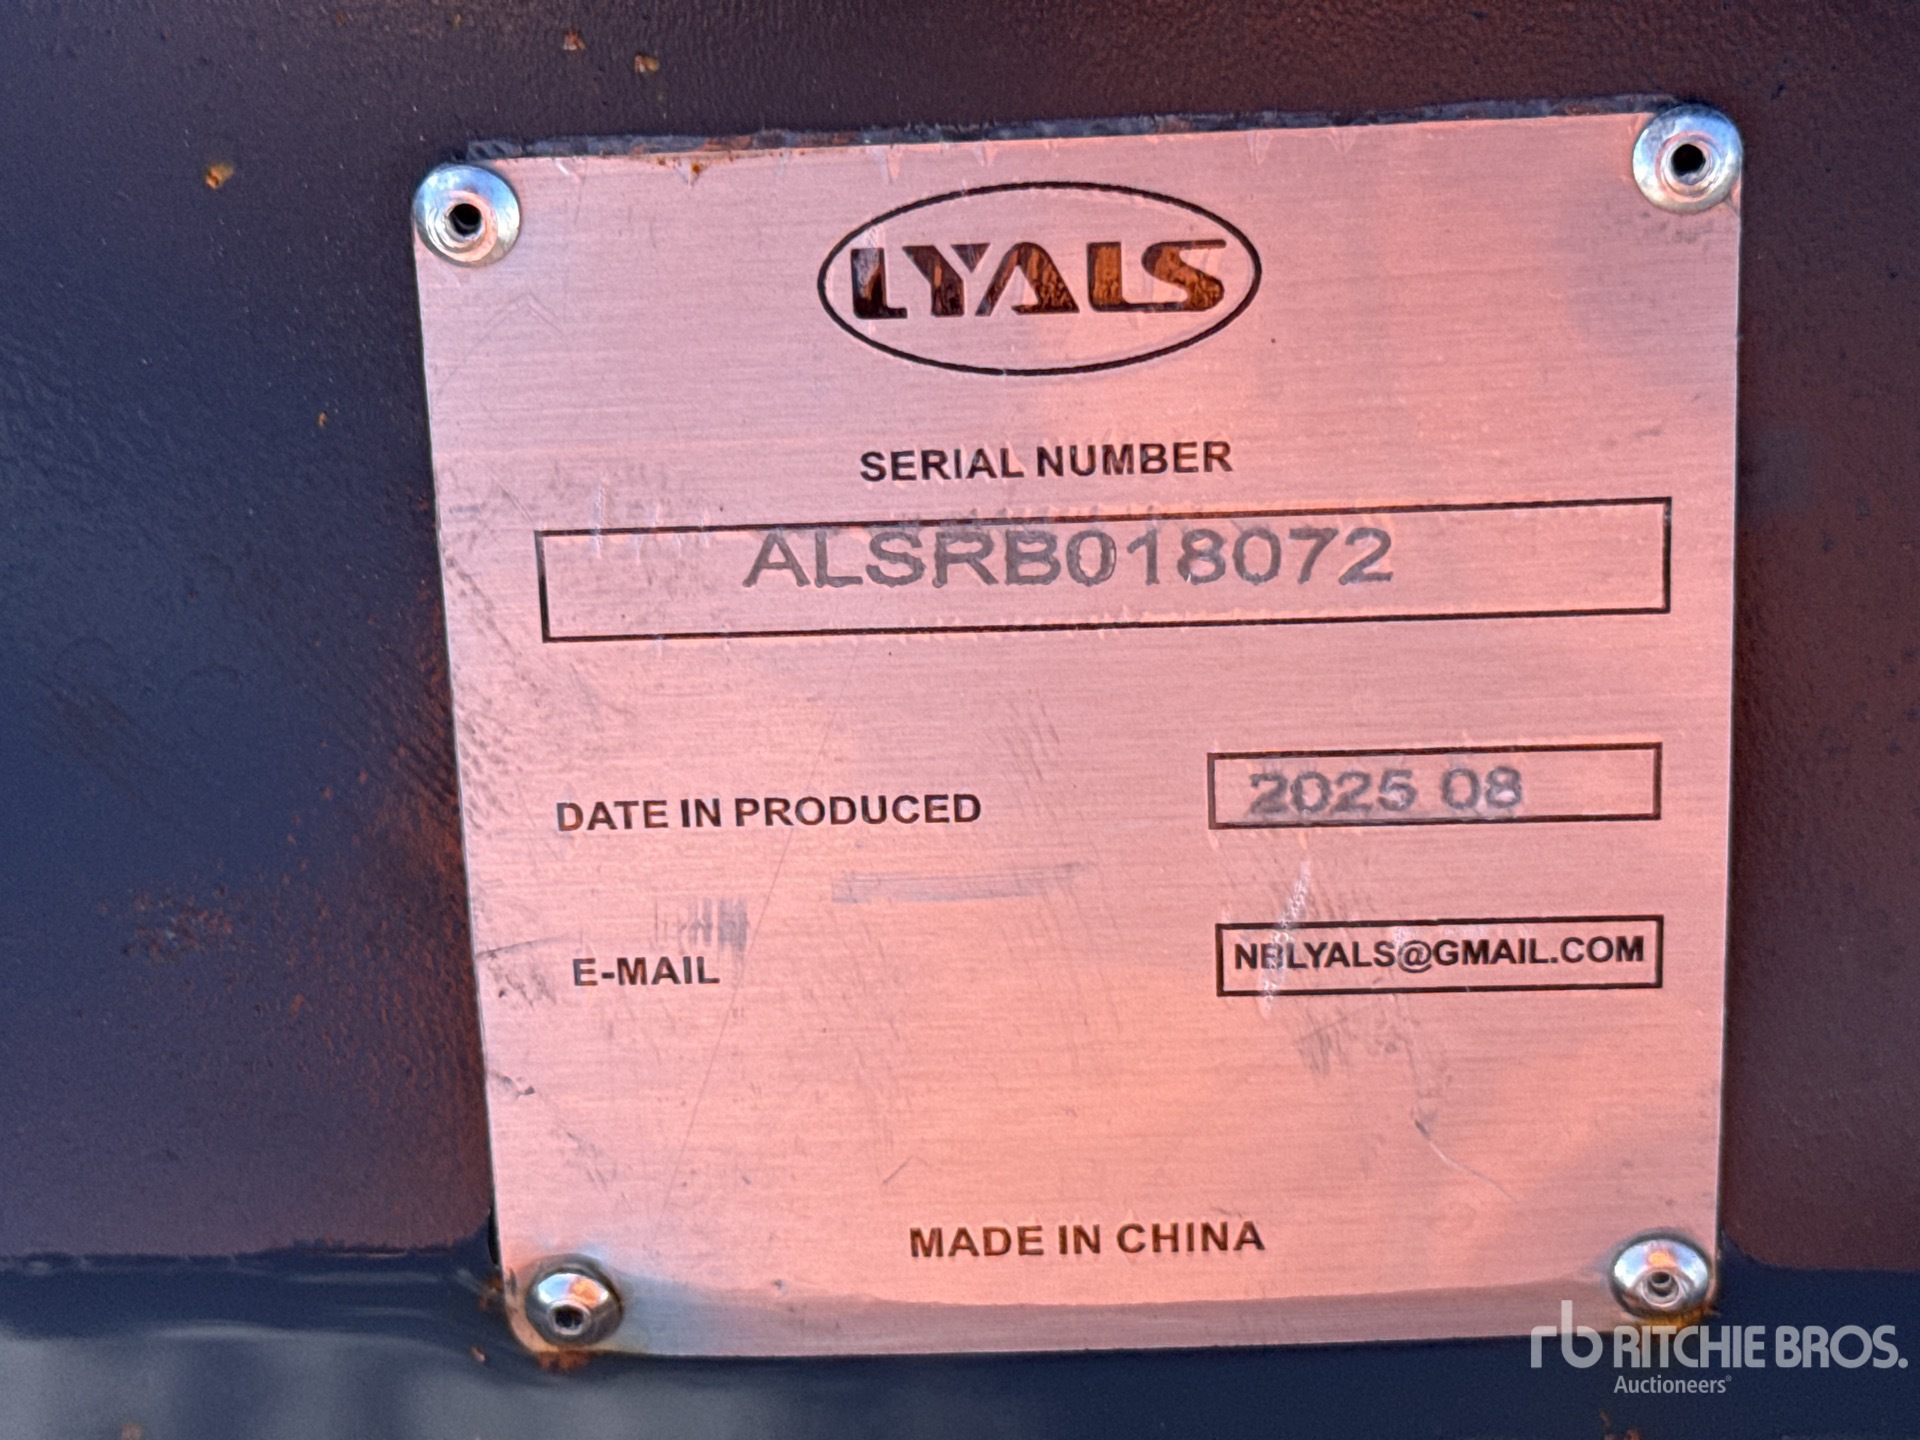 LYALS
SERIAL NUMBER
ALSRB018072
DATE IN PRODUCED
2025 08
E-MAIL
NBLYALS@GMAIL.COM
MADE IN CHINA
rb RITCHIE BROS.
Auctioneers®